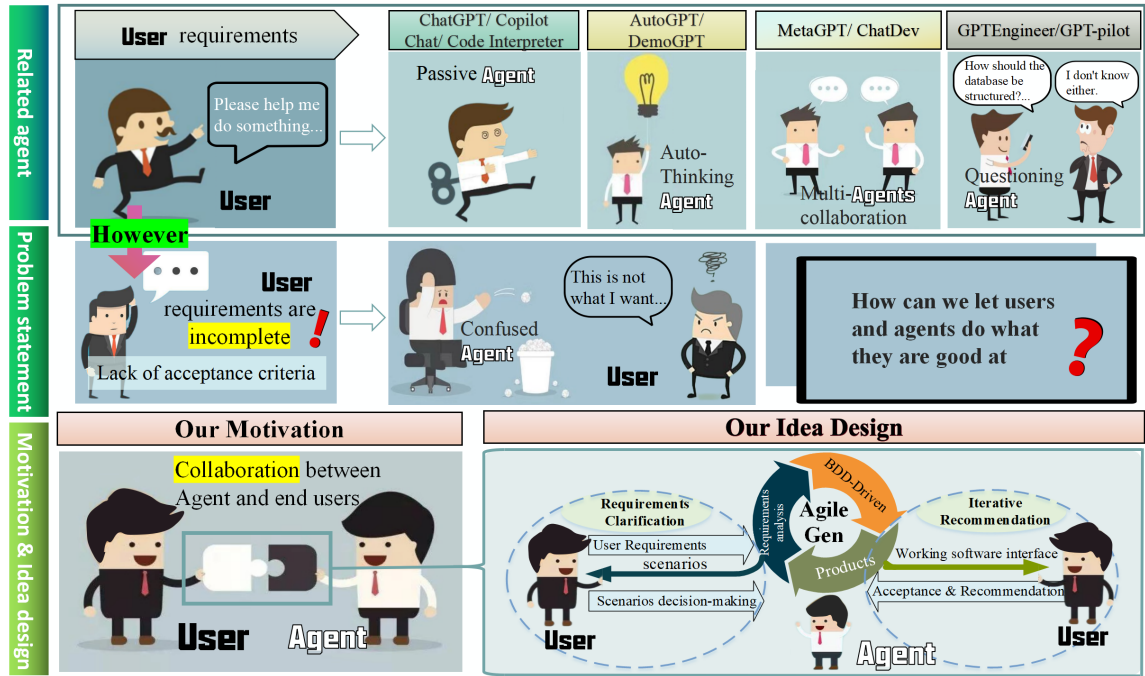 Related agent
User requirements
Please help me
do something...
User
ChatGPT/ Copilot
Chat/ Code Interpreter
Passive Agent
AutoGPT/
DemoGPT
Auto-
Thinking
Agent
MetaGPT/ ChatDev
Multi-Agents
collaboration
GPTEngineer/GPT-pilot
How should the
database be
structured?...
I don't know
either.
Questioning
Agent
However
Problem statement
User
requirements are
incomplete
!
Lack of acceptance criteria
Confused
Agent
This is not
what I want...
User
How can we let users
and agents do what
they are good at
?
Motivation & Idea design
Our Motivation
Collaboration between
Agent and end users
User
Agent
Our Idea Design
Requirements
Clarification
User Requirements
scenarios
Scenarios decision-making
User
Requirements
analysis
BDD-Driven
Products
Agile
Gen
Agent
Iterative
Recommendation
Working software interface
Acceptance & Recommendation
User